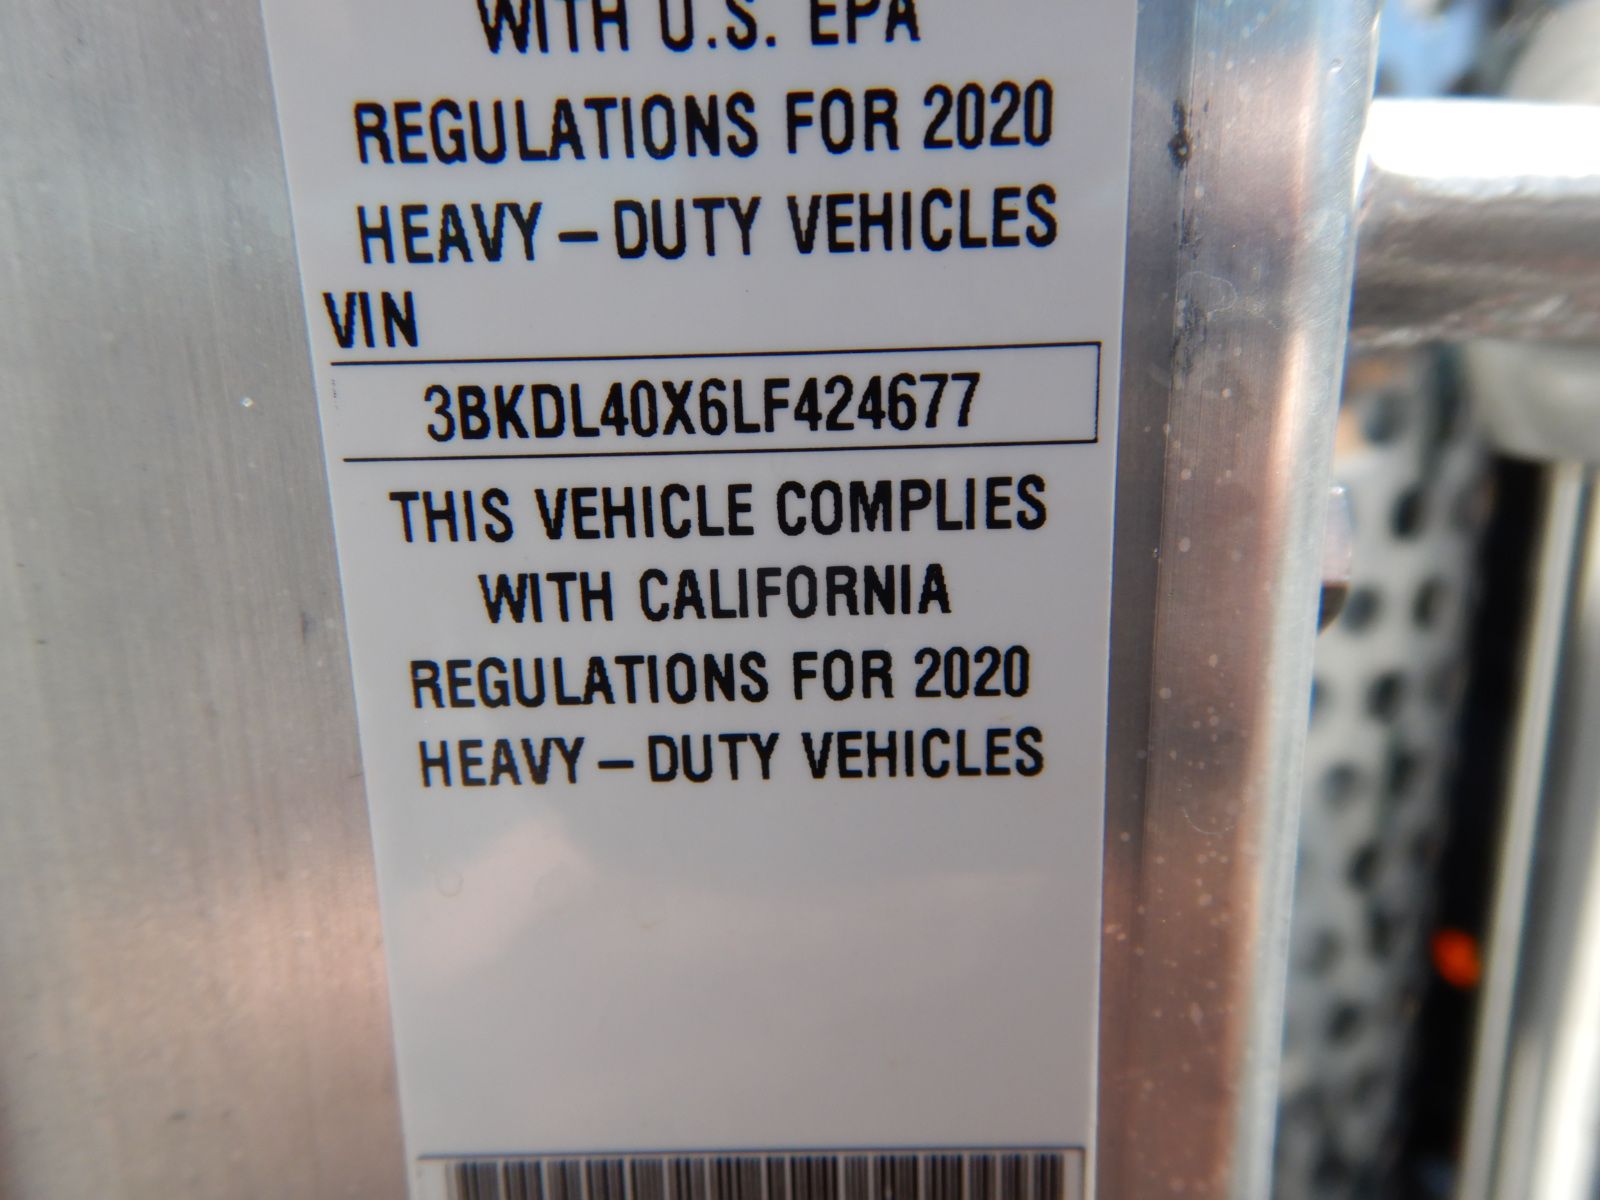 WITH U.S. EPA
REGULATIONS FOR 2020
HEAVY-DUTY VEHICLES
VIN
3BKDL40X6LF424677
THIS VEHICLE COMPLIES
WITH CALIFORNIA
REGULATIONS FOR 2020
HEAVY-DUTY VEHICLES